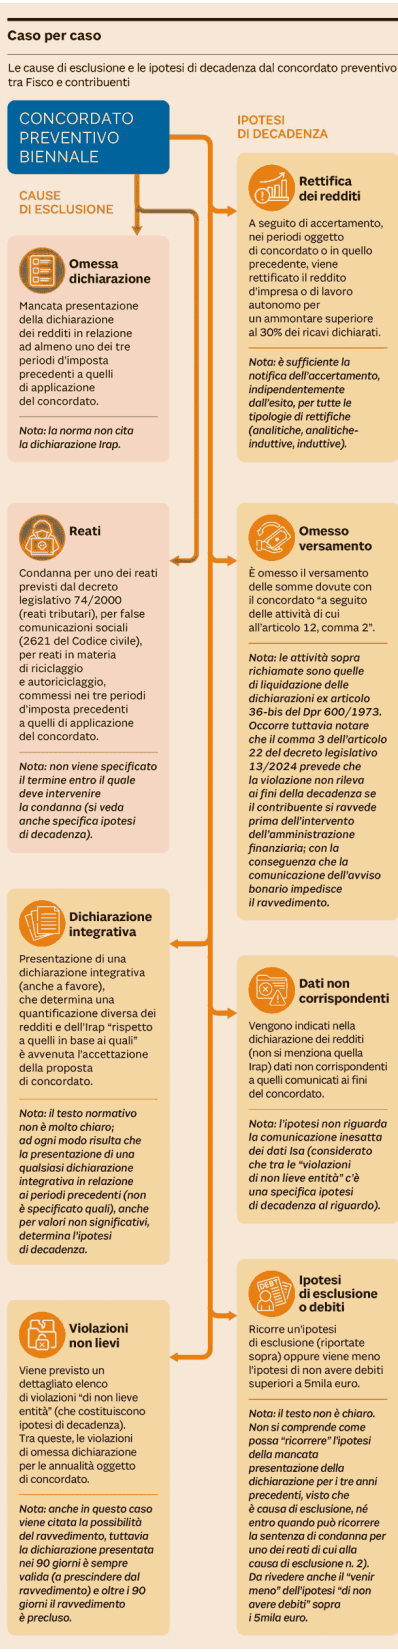 Caso per caso
Le cause di esclusione e le ipotesi di decadenza dal concordato preventivo
tra Fisco e contribuenti
CONCORDATO
PREVENTIVO
BIENNALE
CAUSE
DI ESCLUSIONE
Omessa
dichiarazione
Mancata presentazione
della dichiarazione
dei redditi in relazione
ad almeno uno dei tre
periodi d'imposta
precedenti a quelli
di applicazione
del concordato.
Nota: la norma non cita
la dichiarazione Irap.
Reati
Condanna per uno dei reati
previsti dal decreto
legislativo 74/2000
(reati tributari), per false
comunicazioni sociali
(2621 del Codice civile),
per reati in materia
di riciclaggio
e autoriciclaggio,
commessi nei tre periodi
d'imposta precedenti
a quelli di applicazione
del concordato.
Nota: non viene specificato
il termine entro il quale
deve intervenire
la condanna (si veda
anche specifica ipotesi
di decadenza).
IPOTESI
DI DECADENZA
Rettifica
dei redditi
A seguito di accertamento,
nei periodi oggetto
di concordato o in quello
precedente, viene
rettificato il reddito
d'impresa o di lavoro
autonomo per
un ammontare superiore
al 30% dei ricavi dichiarati.
Nota: è sufficiente la
notifica dell'accertamento,
indipendentemente
dall'esito, per tutte le
tipologie di rettifiche
(analitiche, analitiche-
induttive, induttive).
Omesso
versamento
È omesso il versamento
delle somme dovute con
il concordato "a seguito
delle attività di cui
all'articolo 12, comma 2".
Nota: le attività sopra
richiamate sono quelle
di liquidazione delle
dichiarazioni ex articolo
36-bis del Dpr 600/1973.
Occorre tuttavia notare
che il comma 3 dell'articolo
22 del decreto legislativo
13/2024 prevede che
la violazione non rileva
ai fini della decadenza se
il contribuente si ravvede
prima dell'intervento
dell'amministrazione
finanziaria; con la
conseguenza che la
comunicazione dell'avviso
bonario impedisce
il ravvedimento.
Dichiarazione
integrativa
Presentazione di una
dichiarazione integrativa
(anche a favore),
che determina una
quantificazione diversa dei
redditi e dell'Irap "rispetto
a quelli in base ai quali"
è avvenuta l'accettazione
della proposta
di concordato.
Nota: il testo normativo
non è molto chiaro;
ad ogni modo risulta che
la presentazione di una
qualsiasi dichiarazione
integrativa in relazione
ai periodi precedenti (non
è specificato quali), anche
per valori non significativi,
determina l'ipotesi
di decadenza.
Dati non
corrispondenti
Vengono indicati nella
dichiarazione dei redditi
(non si menziona quella
Irap) dati non corrispondenti
a quelli comunicati ai fini
del concordato.
Nota: l'ipotesi non riguarda
la comunicazione inesatta
dei dati Isa (considerato
che tra le "violazioni
di non lieve entità" c'è
una specifica ipotesi
di decadenza al riguardo).
Violazioni
non lievi
Viene previsto un
dettagliato elenco
di violazioni "di non lieve
entità" (che costituiscono
ipotesi di decadenza).
Tra queste, le violazioni
di omessa dichiarazione
per le annualità oggetto
di concordato.
Nota: anche in questo caso
viene citata la possibilità
del ravvedimento, tuttavia
la dichiarazione presentata
nei 90 giorni è sempre
valida (a prescindere dal
ravvedimento) e oltre i 90
giorni il ravvedimento
è precluso.
DEBT
Ipotesi
di esclusione
o debiti
Ricorre un'ipotesi
di esclusione (riportate
sopra) oppure viene meno
l'ipotesi di non avere debiti
superiori a 5mila euro.
Nota: il testo non è chiaro.
Non si comprende come
possa "ricorrere" l'ipotesi
della mancata
presentazione della
dichiarazione per i tre anni
precedenti, visto che
è causa di esclusione, né
entro quando può ricorrere
la sentenza di condanna per
uno dei reati di cui alla
causa di esclusione n. 2).
Da rivedere anche il "venir
meno" dell'ipotesi "di non
avere debiti" sopra
i 5mila euro.